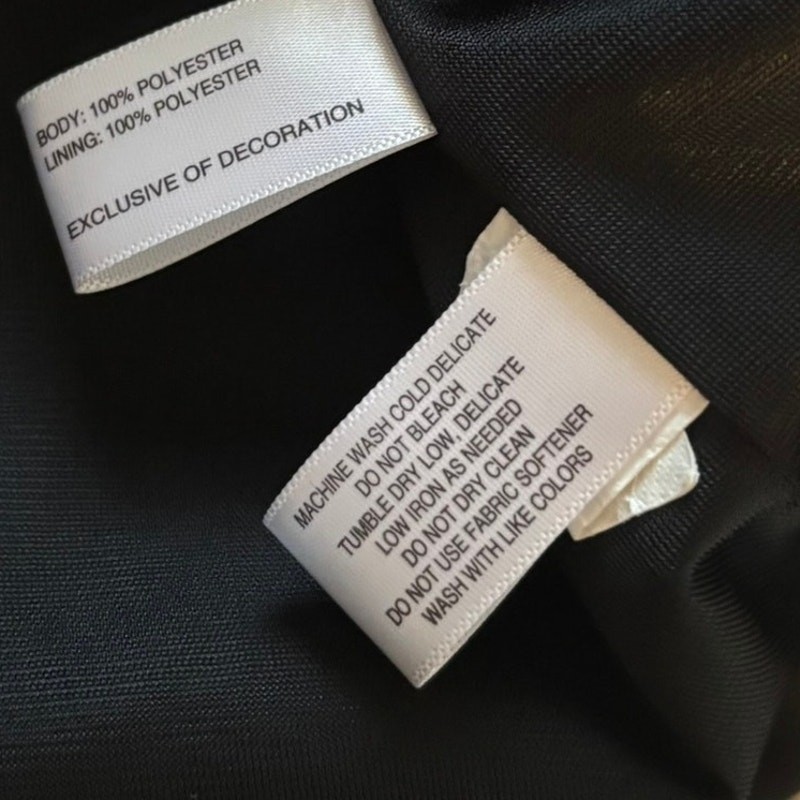 BODY: 100% POLYESTER
LINING: 100% POLYESTER
EXCLUSIVE OF DECORATION
MACHINE WASH COLD DELICATE
DO NOT BLEACH
TUMBLE DRY LOW, DELICATE
LOW IRON AS NEEDED
DO NOT DRY CLEAN
DO NOT USE FABRIC SOFTENER
WASH WITH LIKE COLORS